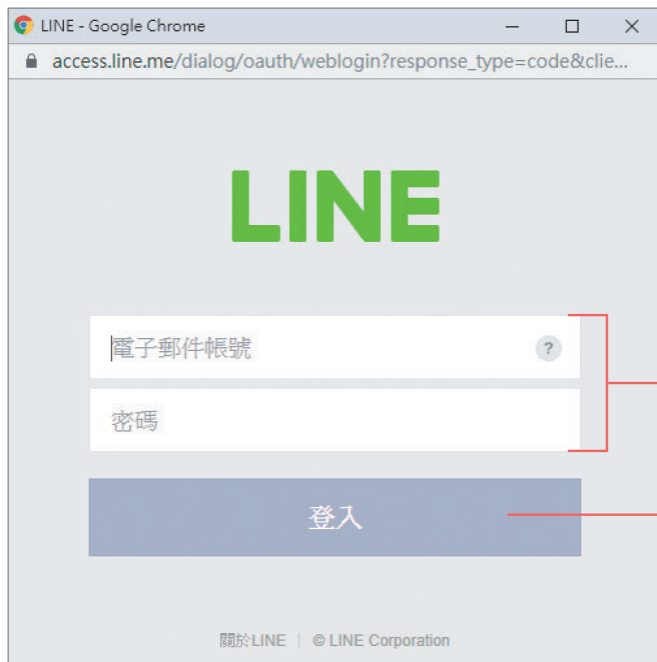 LINE - Google Chrome
access.line.me/dialog/oauth/weblogin?response_type=code&clie...
LINE
電子郵件帳號
?
密碼
登入
關於LINE | © LINE Corporation